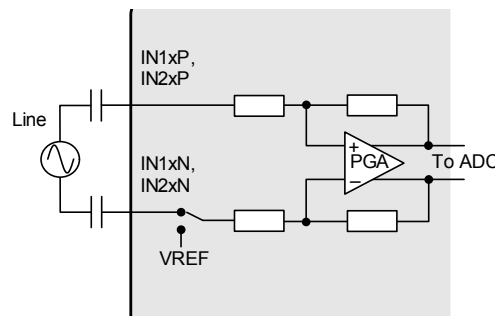 IN1xP,
IN2xP
Line
IN1xN,
IN2xN
+
PGA
−
To ADC
VREF